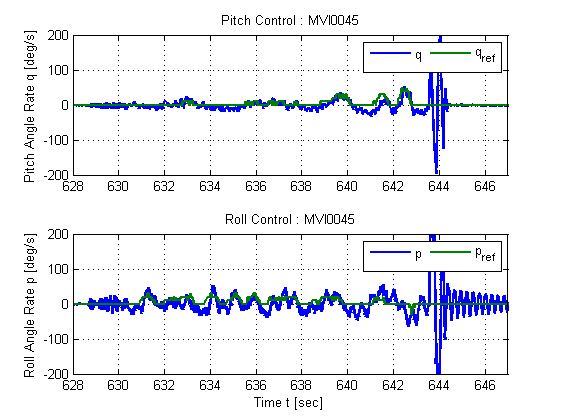 Pitch Control : MVI0045
Pitch Angle Rate q [deg/s]
200
100
0
-100
-200
q q_ref
628 630 632 634 636 638 640 642 644 646
Roll Control : MVI0045
Roll Angle Rate p [deg/s]
200
100
0
-100
-200
p p_ref
628 630 632 634 636 638 640 642 644 646
Time t [sec]